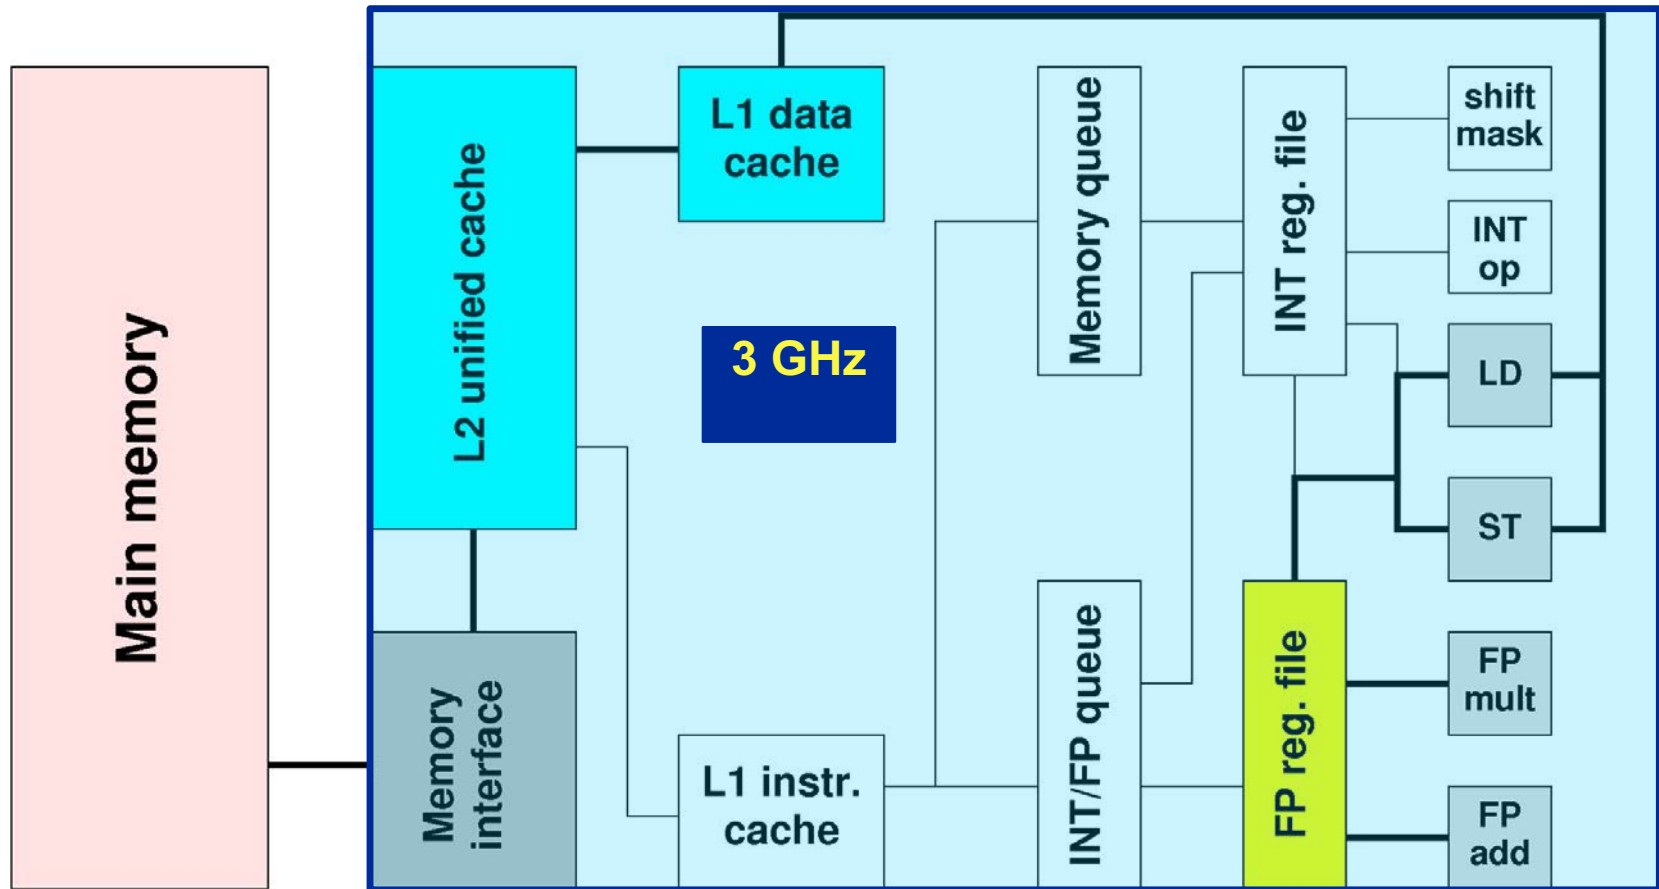 Main memory
L2 unified cache
Memory
interface
L1 data
cache
3 GHz
L1 instr.
cache
Memory queue
INT/FP queue
INT reg. file
FP reg. file
shift
mask
INT
op
LD
ST
FP
mult
FP
add